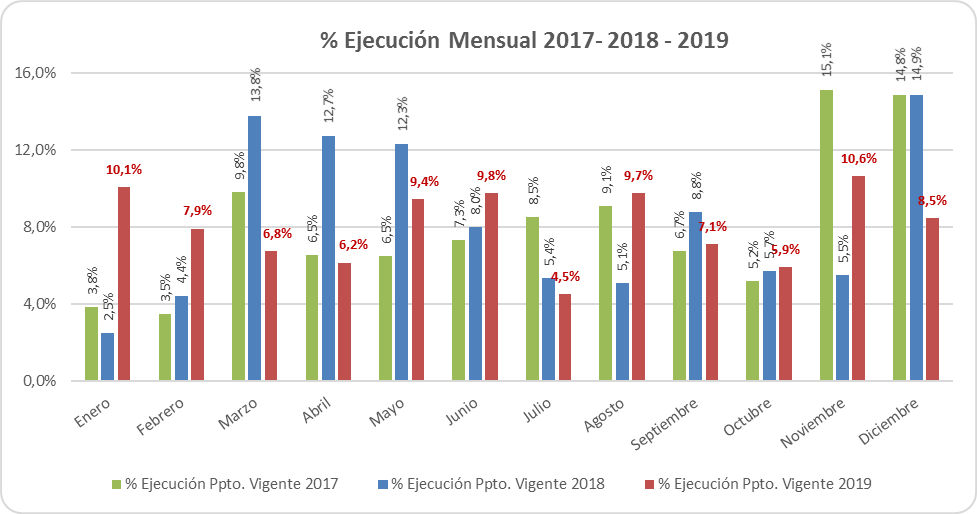 % Ejecución Mensual 2017- 2018 - 2019
16,0%
12,0%
8,0%
4,0%
0,0%
3,8%
2,5%
10,1%
3,5%
4,4%
7,9%
9,8%
13,8%
6,8%
6,5%
12,7%
6,2%
6,5%
12,3%
9,4%
7,3%
8,0%
9,8%
8,5%
5,4%
4,5%
9,1%
5,1%
9,7%
6,7%
8,8%
7,1%
5,2%
5,7%
5,9%
15,1%
5,5%
10,6%
14,8%
14,9%
8,5%
Enero
Febrero
Marzo
Abril
Mayo
Junio
Julio
Agosto
Septiembre
Octubre
Noviembre
Diciembre
% Ejecución Ppto. Vigente 2017
% Ejecución Ppto. Vigente 2018
% Ejecución Ppto. Vigente 2019